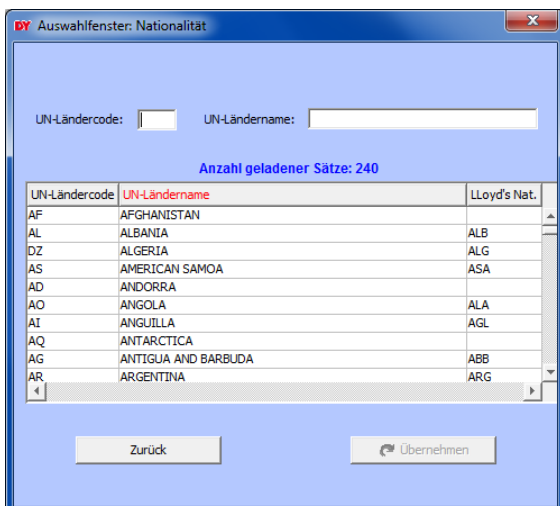 DY Auswahlfenster: Nationalität
UN-Ländercode: UN-Ländername:
Anzahl geladener Sätze: 240
UN-Ländercode UN-Ländername LLoyd's Nat.
AF AFGHANISTAN
AL ALBANIA ALB
DZ ALGERIA ALG
AS AMERICAN SAMOA ASA
AD ANDORRA
AO ANGOLA ALA
AI ANGUILLA AGL
AQ ANTARCTICA
AG ANTIGUA AND BARBUDA ABB
AR ARGENTINA ARG
Zurück Übernehmen